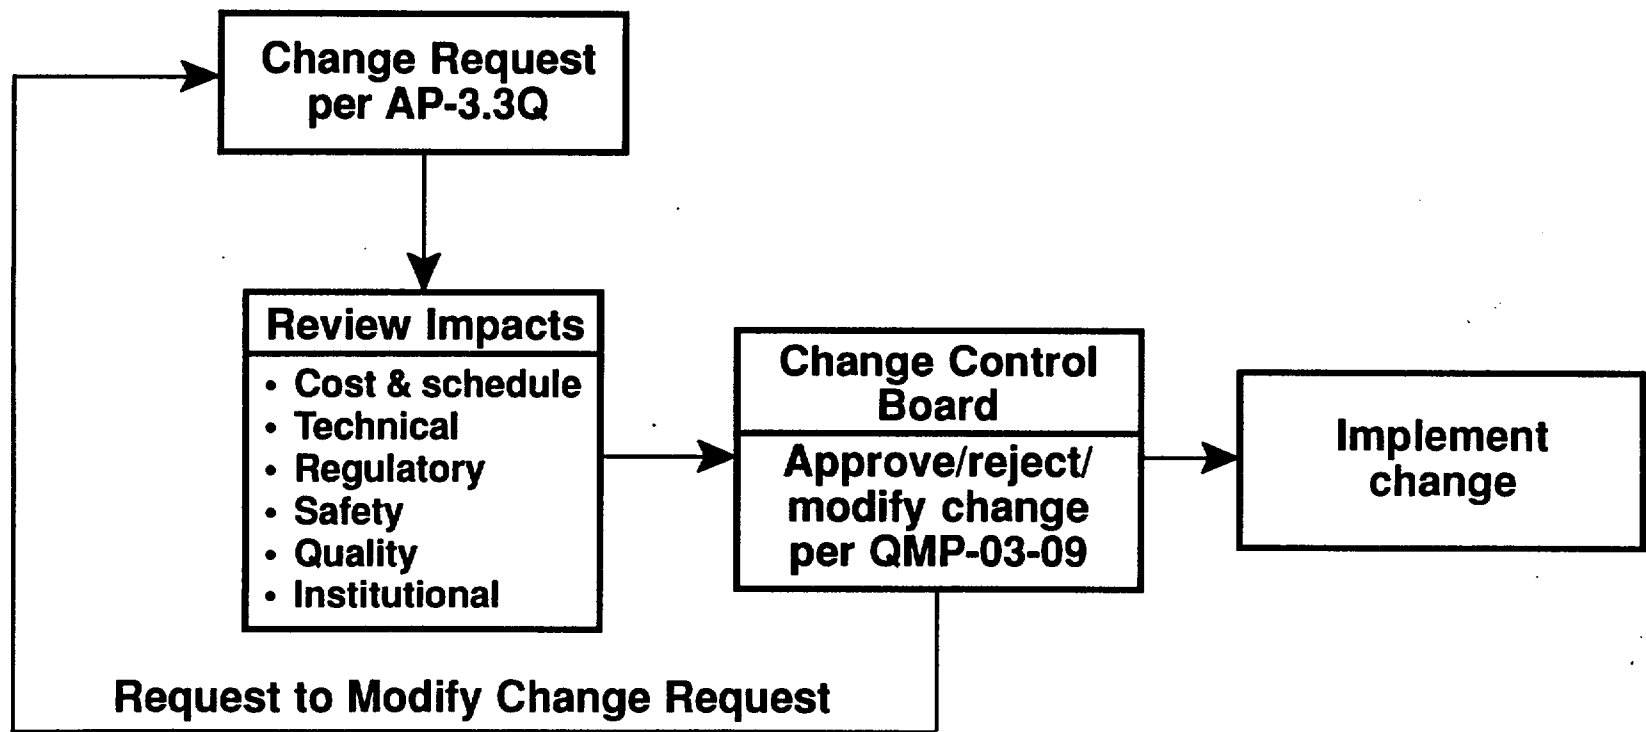 Change Request
per AP-3.3Q
Review Impacts
• Cost & schedule
• Technical
• Regulatory
• Safety
• Quality
• Institutional
Change Control
Board
Approve/reject/
modify change
per QMP-03-09
Implement
change
Request to Modify Change Request